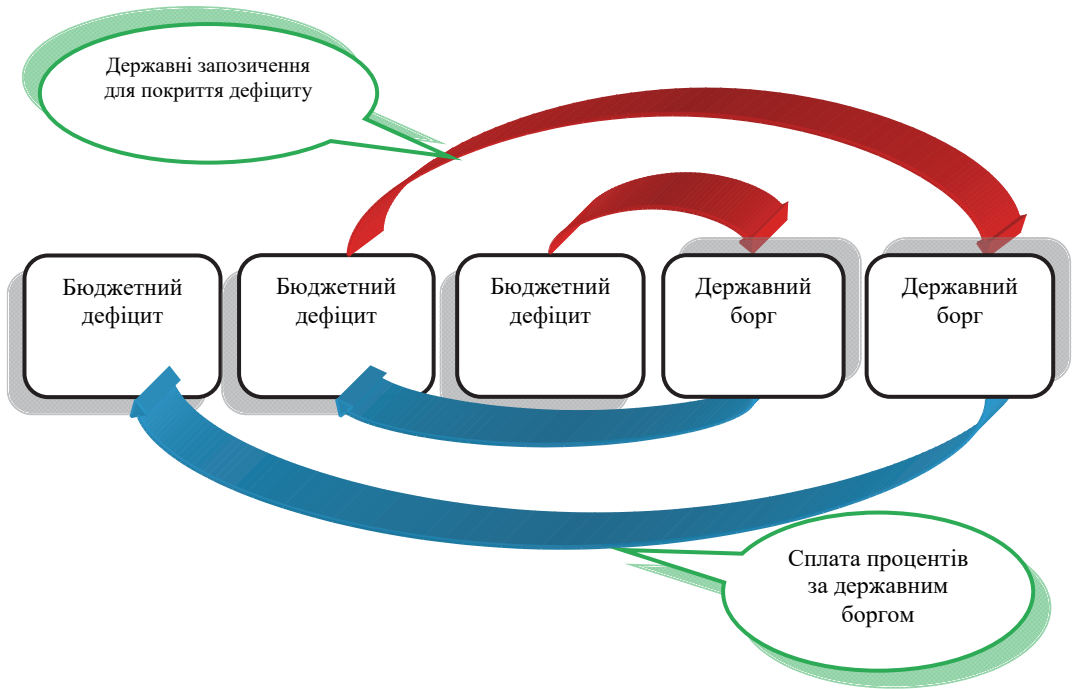 Державні запозичення
для покриття дефіциту
Бюджетний
дефіцит
Бюджетний
дефіцит
Бюджетний
дефіцит
Державний
борг
Державний
борг
Сплата процентів
за державним
боргом